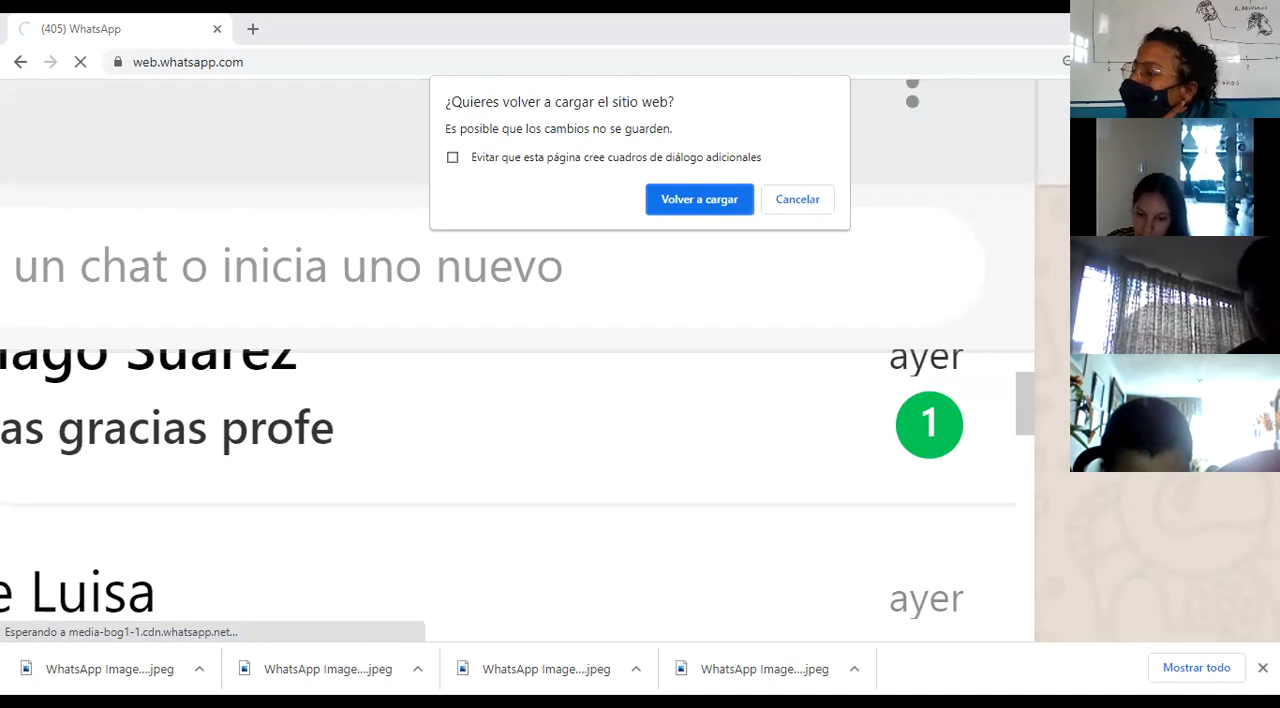 (405) WhatsApp
web.whatsapp.com
¿Quieres volver a cargar el sitio web?
Es posible que los cambios no se guarden.
Evitar que esta página cree cuadros de diálogo adicionales
Volver a cargar
Cancelar
un chat o inicia uno nuevo
iago Suarez
ayer
as gracias profe
1
e Luisa
ayer
Esperando a media-bog1-1.cdn.whatsapp.net...
WhatsApp Image....jpeg
WhatsApp Image....jpeg
WhatsApp Image....jpeg
WhatsApp Image....jpeg
Mostrar todo